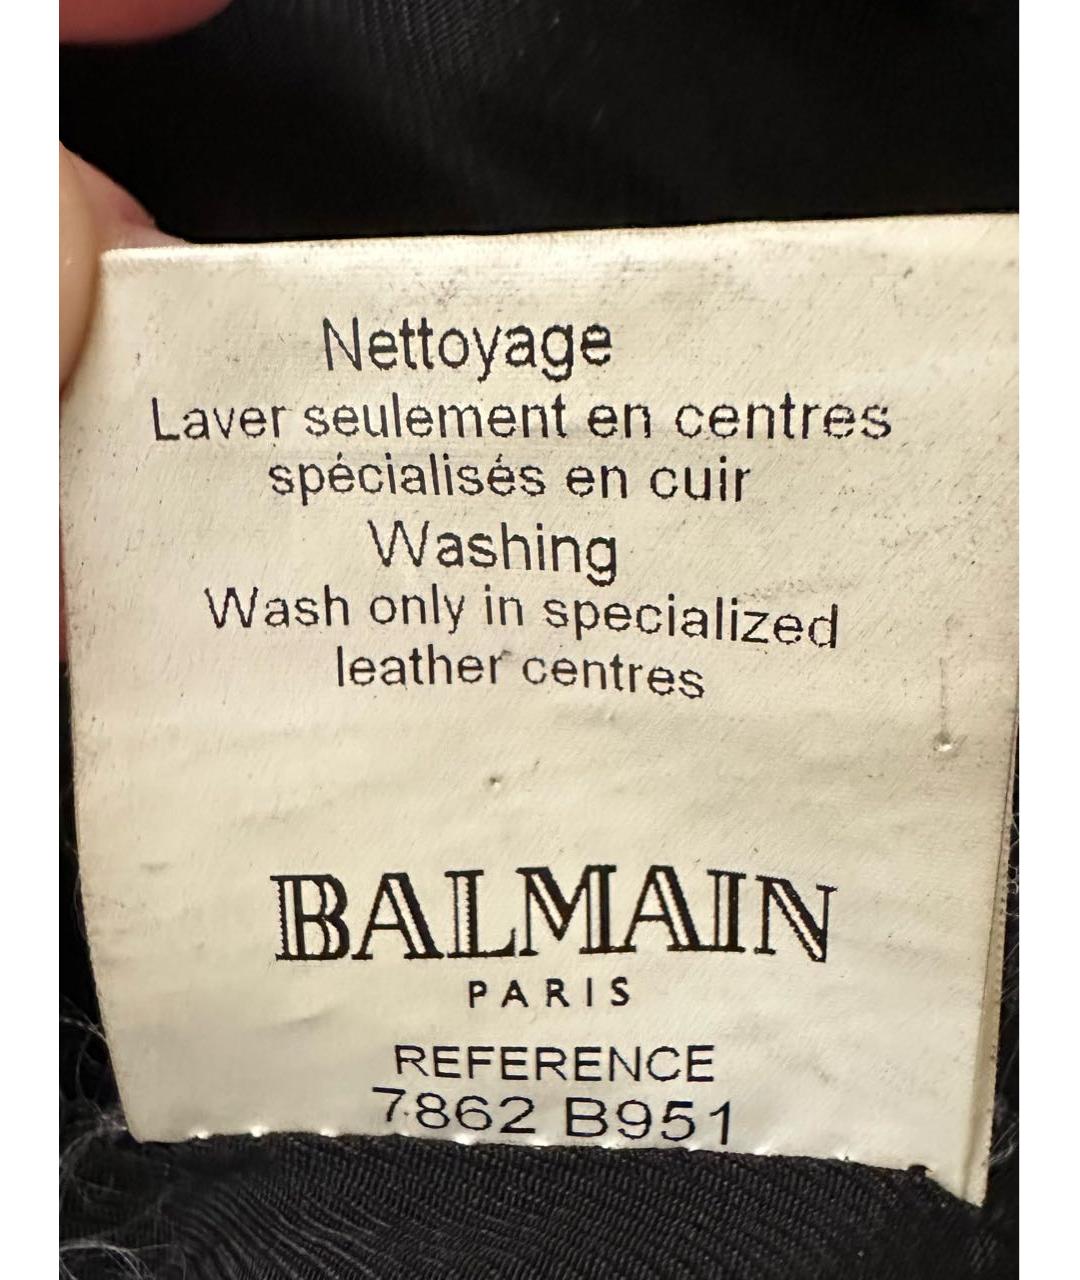 Nettoyage
Laver seulement en centres
spécialisés en cuir
Washing
Wash only in specialized
leather centres
BALMAIN
PARIS
REFERENCE
7862 B951